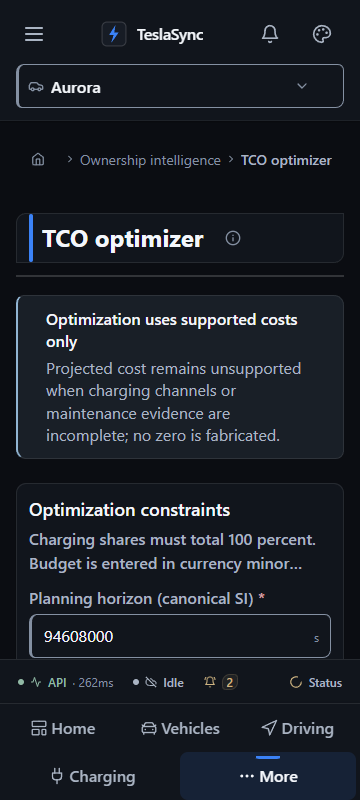 TeslaSync
Aurora
Ownership intelligence
TCO optimizer
TCO optimizer
Optimization uses supported costs
only
Projected cost remains unsupported
when charging channels or
maintenance evidence are
incomplete; no zero is fabricated.
Optimization constraints
Charging shares must total 100 percent.
Budget is entered in currency minor...
Planning horizon (canonical SI) *
94608000 s
API · 262ms Idle 2 Status
Home Vehicles Driving
Charging More